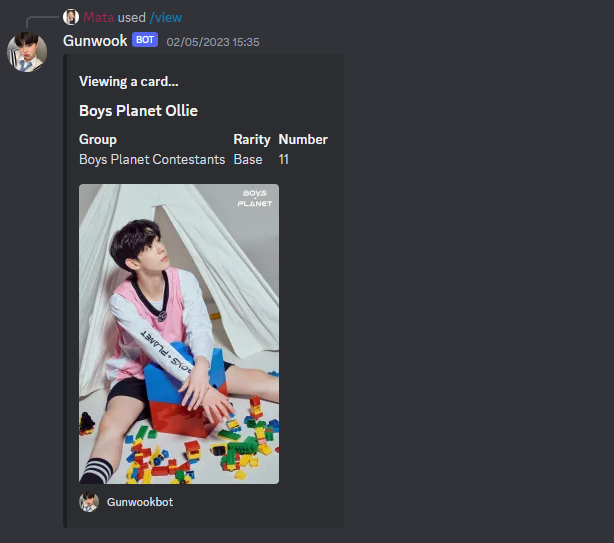 Mata used /view
Gunwook BOT 02/05/2023 15:35
Viewing a card...
Boys Planet Ollie
Group Rarity Number
Boys Planet Contestants Base 11
BOYS
PLANET
BOYS + PLANET
Gunwookbot